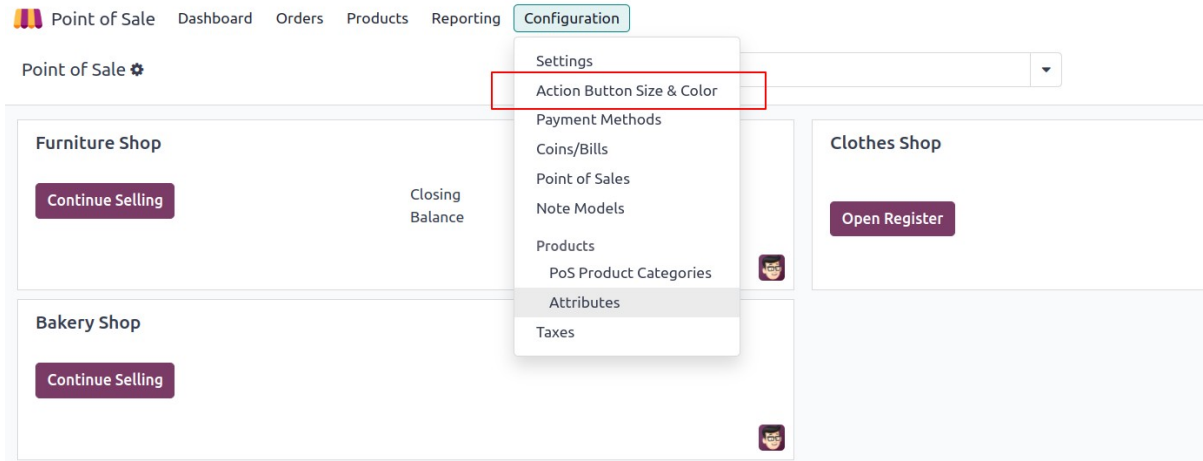 Point of Sale Dashboard Orders Products Reporting Configuration
Point of Sale
Settings
Action Button Size & Color
Payment Methods
Coins/Bills
Point of Sales
Note Models
Products
PoS Product Categories
Attributes
Taxes
Furniture Shop
Continue Selling
Closing
Balance
Clothes Shop
Open Register
Bakery Shop
Continue Selling